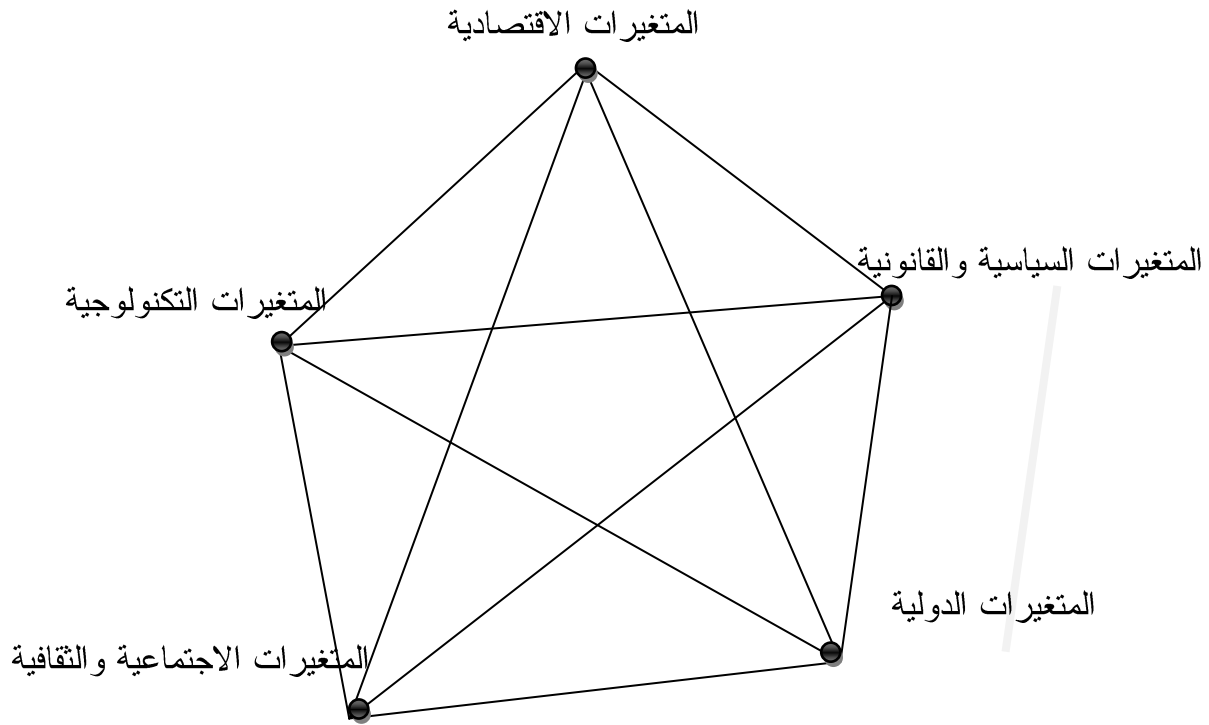 المتغيرات الاقتصادية
المتغيرات السياسية والقانونية
المتغيرات التكنولوجية
المتغيرات الدولية
المتغيرات الاجتماعية والثقافية